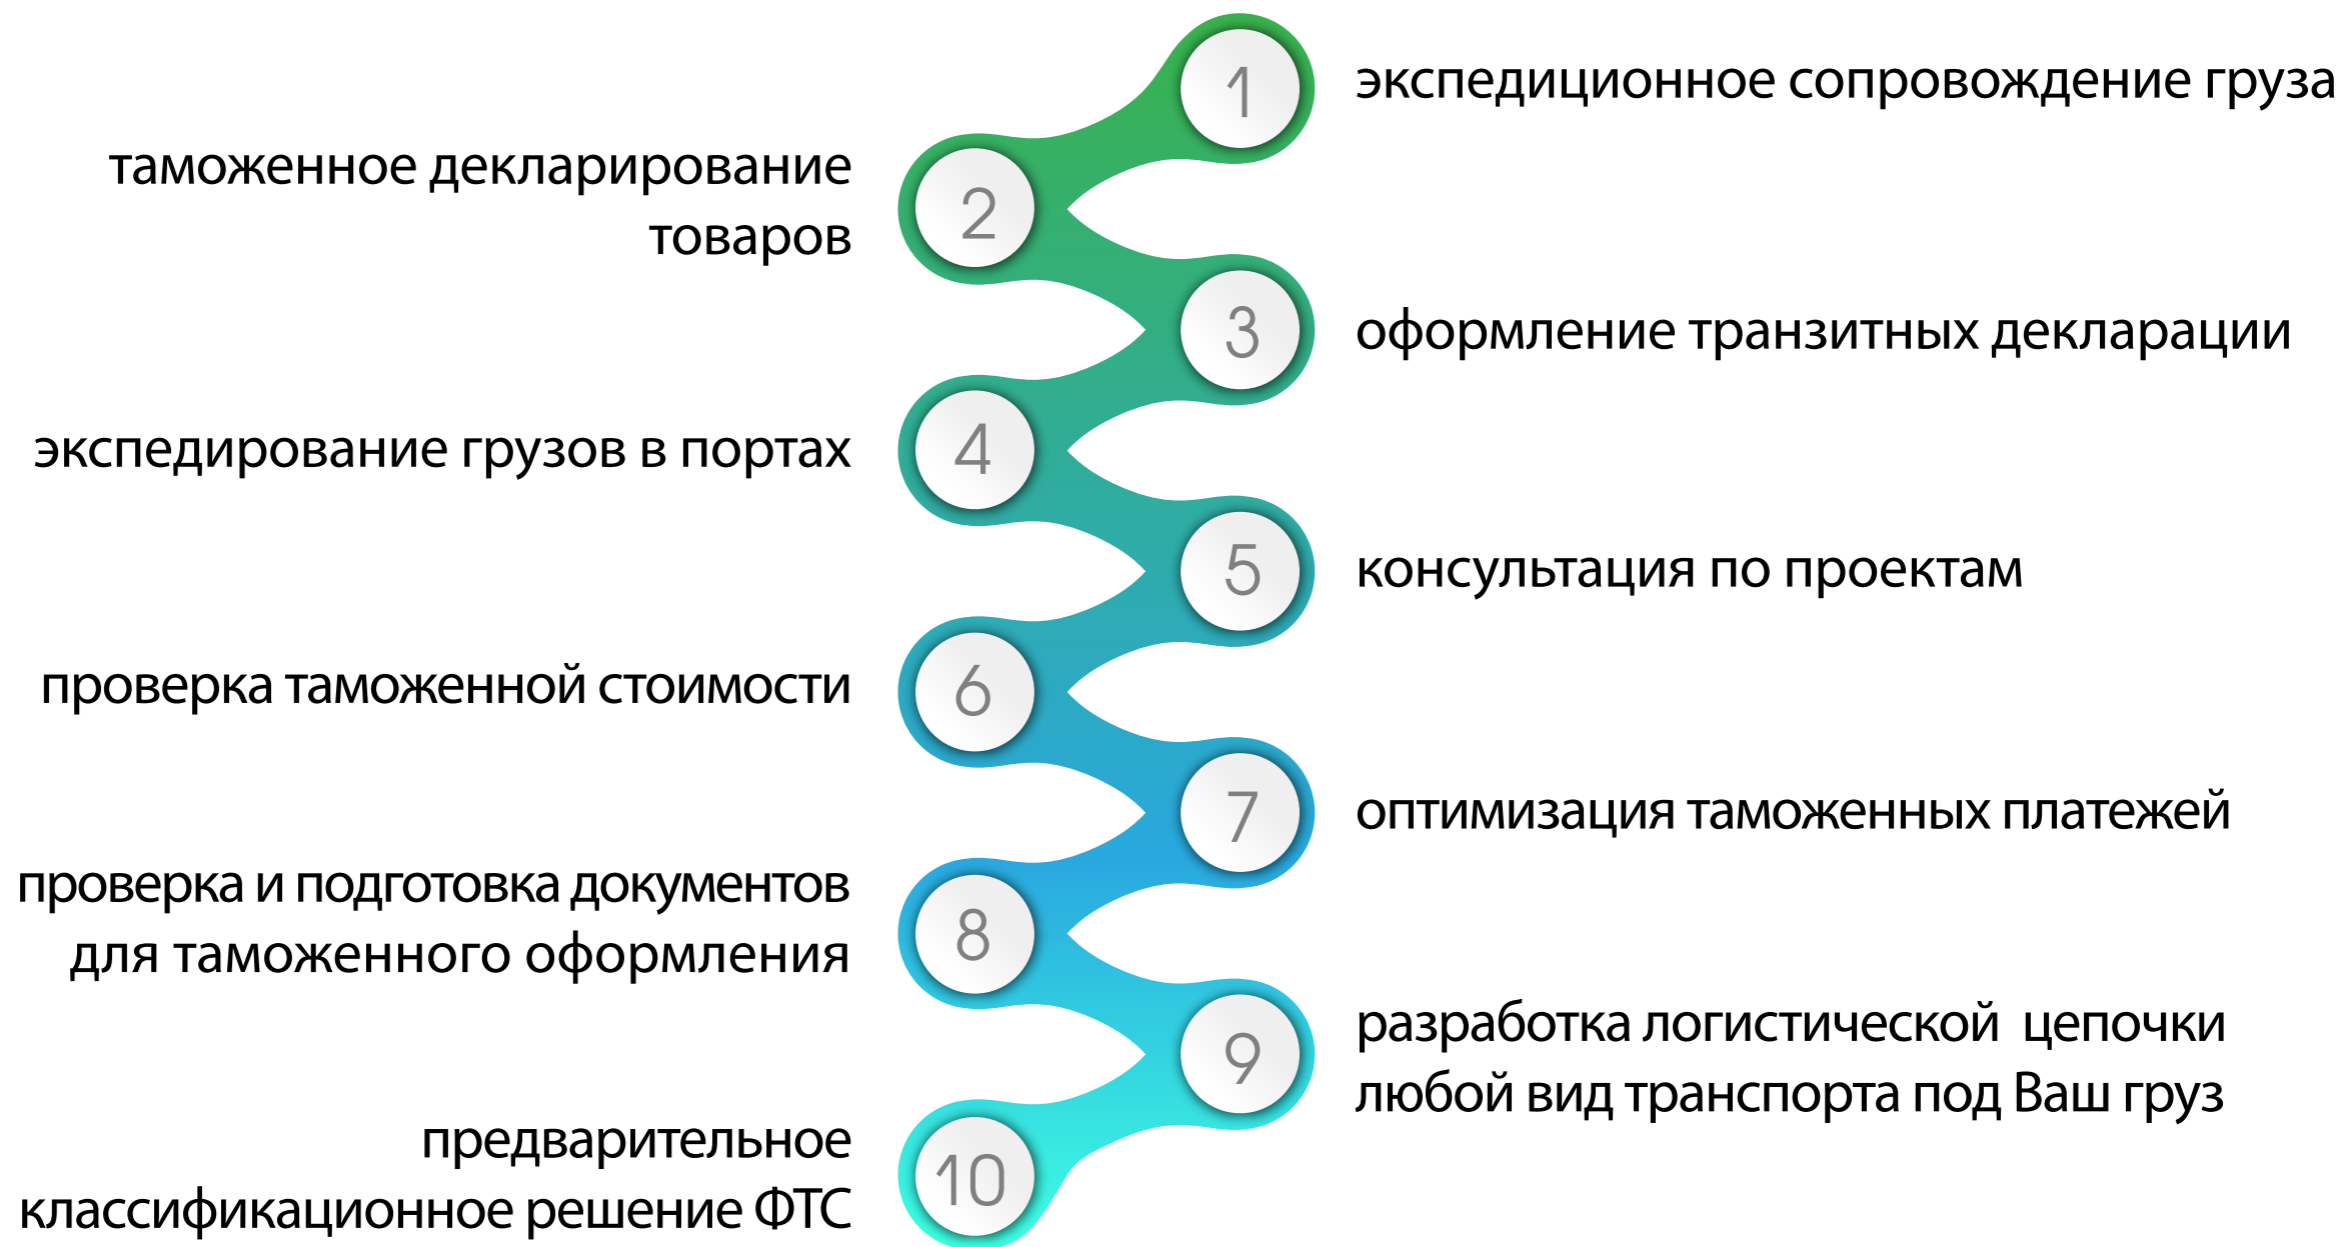 1
экспедиционное сопровождение груза
2
таможенное декларирование
товаров
3
оформление транзитных декларации
4
экспедирование грузов в портах
5
консультация по проектам
6
проверка таможенной стоимости
7
оптимизация таможенных платежей
8
проверка и подготовка документов
для таможенного оформления
9
разработка логистической цепочки
любой вид транспорта под Ваш груз
10
предварительное
классификационное решение ФТС